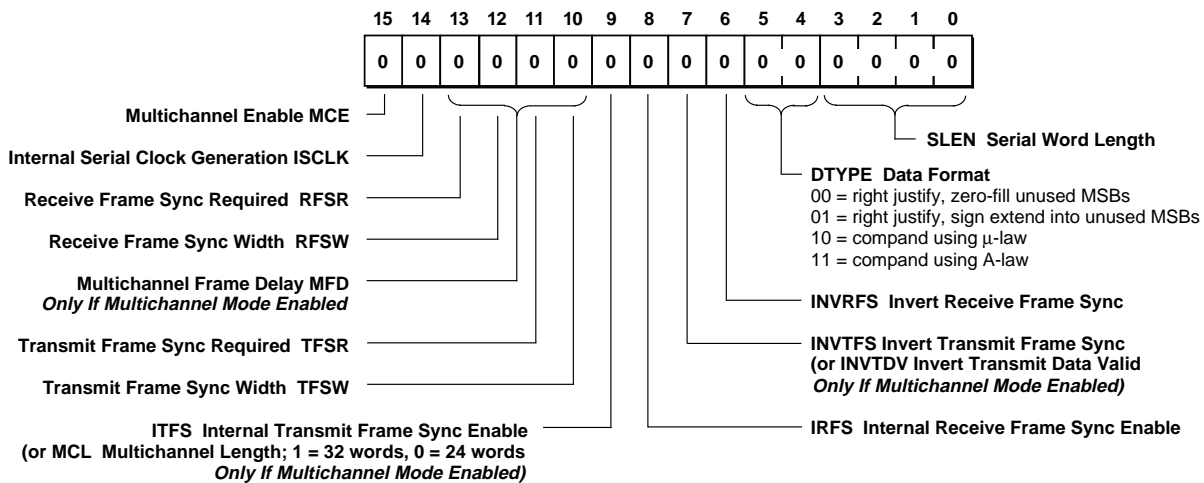 15 14 13 12 11 10 9 8 7 6 5 4 3 2 1 0
0 0 0 0 0 0 0 0 0 0 0 0 0 0 0 0
Multichannel Enable MCE
Internal Serial Clock Generation ISCLK
Receive Frame Sync Required RFSR
Receive Frame Sync Width RFSW
Multichannel Frame Delay MFD
Only If Multichannel Mode Enabled
Transmit Frame Sync Required TFSR
Transmit Frame Sync Width TFSW
ITFS Internal Transmit Frame Sync Enable
(or MCL Multichannel Length; 1 = 32 words, 0 = 24 words
Only If Multichannel Mode Enabled)
SLEN Serial Word Length
DTYPE Data Format
00 = right justify, zero-fill unused MSBs
01 = right justify, sign extend into unused MSBs
10 = compand using μ-law
11 = compand using A-law
INVRFS Invert Receive Frame Sync
INVTFS Invert Transmit Frame Sync
(or INVTDV Invert Transmit Data Valid
Only If Multichannel Mode Enabled)
IRFS Internal Receive Frame Sync Enable